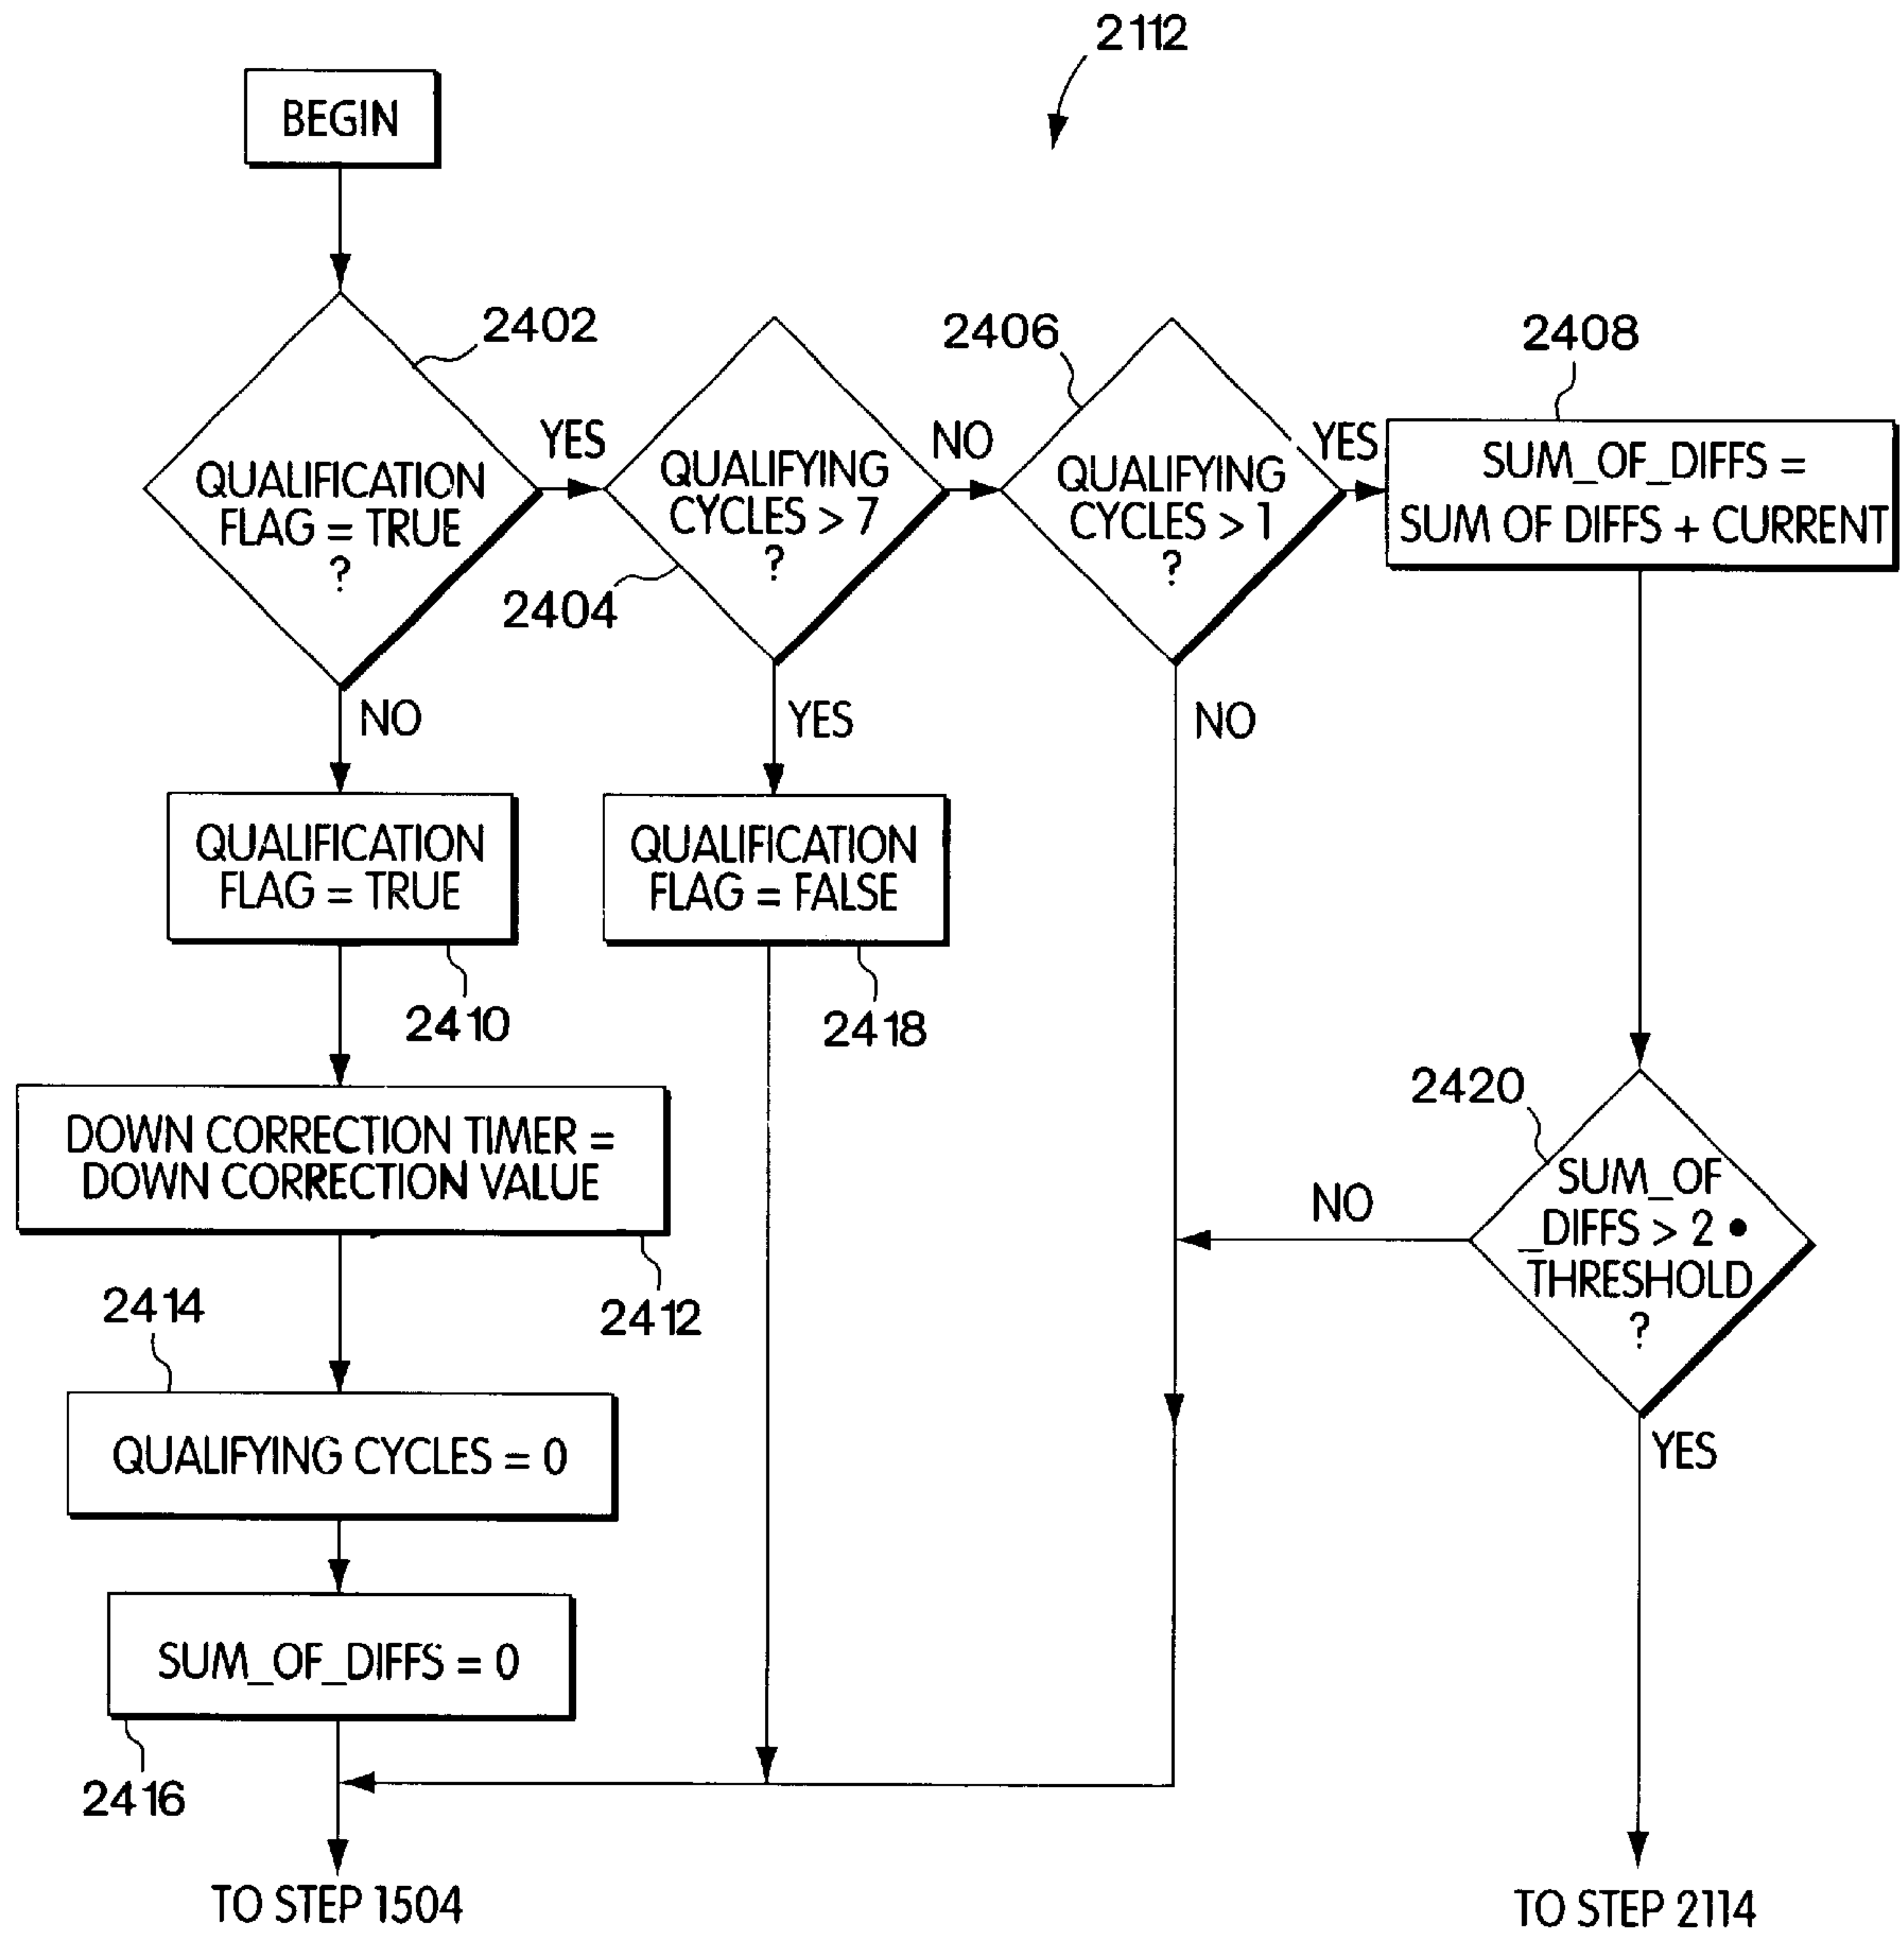 2112
BEGIN
2402
2406
2408
YES
NO
YES
QUALIFICATION
FLAG = TRUE
?
QUALIFYING
CYCLES > 7
?
QUALIFYING
CYCLES > 1
?
SUM_OF_DIFFS =
SUM OF DIFFS + CURRENT
2404
NO
YES
NO
QUALIFICATION
FLAG = TRUE
QUALIFICATION
FLAG = FALSE
2410
2418
2420
DOWN CORRECTION TIMER =
DOWN CORRECTION VALUE
NO
SUM_OF
_DIFFS > 2 •
THRESHOLD
?
2414
2412
QUALIFYING CYCLES = 0
YES
SUM_OF_DIFFS = 0
2416
TO STEP 1504
TO STEP 2114